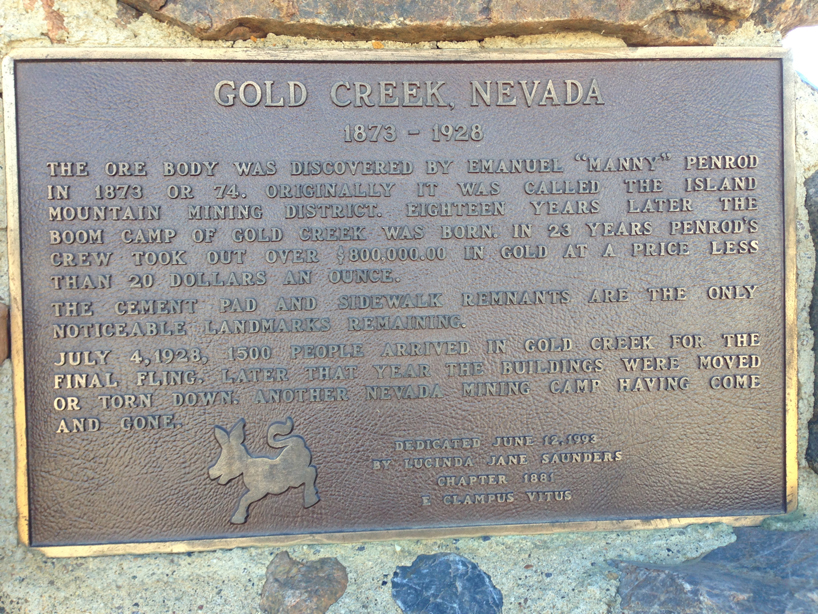 GOLD CREEK, NEVADA
1873 - 1928
THE ORE BODY WAS DISCOVERED BY EMANUEL "MANNY" PENROD
IN 1873 OR 74. ORIGINALLY IT WAS CALLED THE ISLAND
MOUNTAIN MINING DISTRICT. EIGHTEEN YEARS LATER THE
BOOM CAMP OF GOLD CREEK WAS BORN. IN 23 YEARS PENROD'S
CREW TOOK OUT OVER $800,000.00 IN GOLD AT A PRICE LESS
THAN 20 DOLLARS AN OUNCE.
THE CEMENT PAD AND SIDEWALK REMNANTS ARE THE ONLY
NOTICEABLE LANDMARKS REMAINING.
JULY 4, 1928, 1500 PEOPLE ARRIVED IN GOLD CREEK FOR THE
FINAL FLING. LATER THAT YEAR THE BUILDINGS WERE MOVED
OR TORN DOWN. ANOTHER NEVADA MINING CAMP HAVING COME
AND GONE.
DEDICATED JUNE 12, 1993
BY LUCINDA JANE SAUNDERS
CHAPTER 1881
E CLAMPUS VITUS